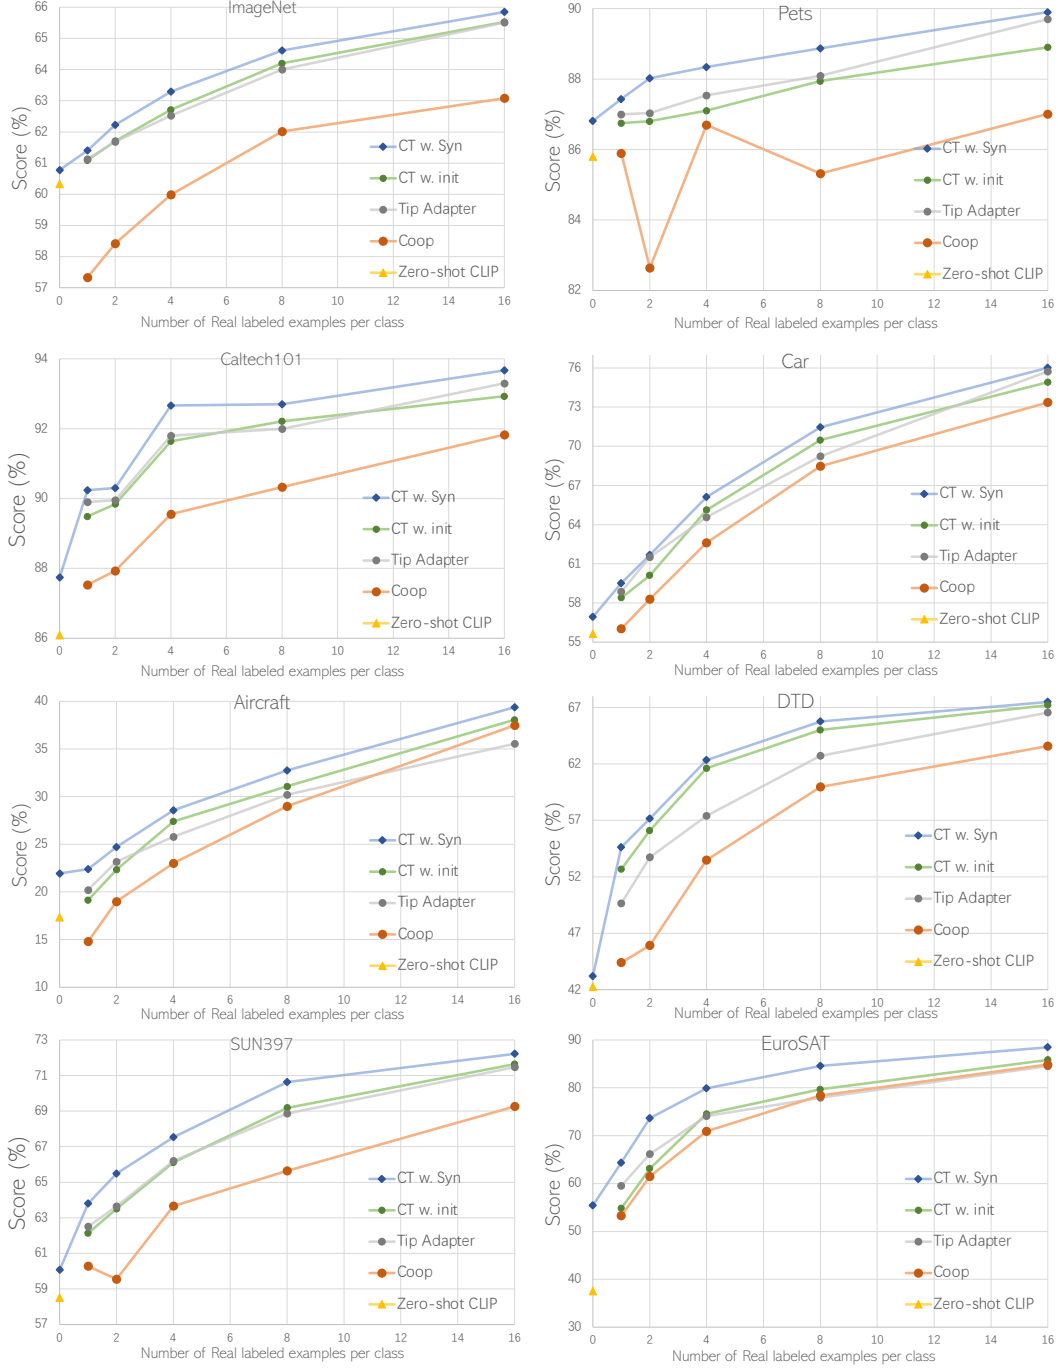 ImageNet
Score (%)
66
65
64
63
62
61
60
59
58
57
0 2 4 6 8 10 12 14 16
Number of Real labeled examples per class
CT w. Syn
CT w. init
Tip Adapter
Coop
Zero-shot CLIP
Pets
Score (%)
90
88
86
84
82
0 2 4 6 8 10 12 14 16
Number of Real labeled examples per class
CT w. Syn
CT w. init
Tip Adapter
Coop
Zero-shot CLIP
Caltech101
Score (%)
94
92
90
88
86
0 2 4 6 8 10 12 14 16
Number of Real labeled examples per class
CT w. Syn
CT w. init
Tip Adapter
Coop
Zero-shot CLIP
Car
Score (%)
76
73
70
67
64
61
58
55
0 2 4 6 8 10 12 14 16
Number of Real labeled examples per class
CT w. Syn
CT w. init
Tip Adapter
Coop
Zero-shot CLIP
Aircraft
Score (%)
40
35
30
25
20
15
10
0 2 4 6 8 10 12 14 16
Number of Real labeled examples per class
CT w. Syn
CT w. init
Tip Adapter
Coop
Zero-shot CLIP
DTD
Score (%)
67
62
57
52
47
42
0 2 4 6 8 10 12 14 16
Number of Real labeled examples per class
CT w. Syn
CT w. init
Tip Adapter
Coop
Zero-shot CLIP
SUN397
Score (%)
73
71
69
67
65
63
61
59
57
0 2 4 6 8 10 12 14 16
Number of Real labeled examples per class
CT w. Syn
CT w. init
Tip Adapter
Coop
Zero-shot CLIP
EuroSAT
Score (%)
90
80
70
60
50
40
30
0 2 4 6 8 10 12 14 16
Number of Real labeled examples per class
CT w. Syn
CT w. init
Tip Adapter
Coop
Zero-shot CLIP